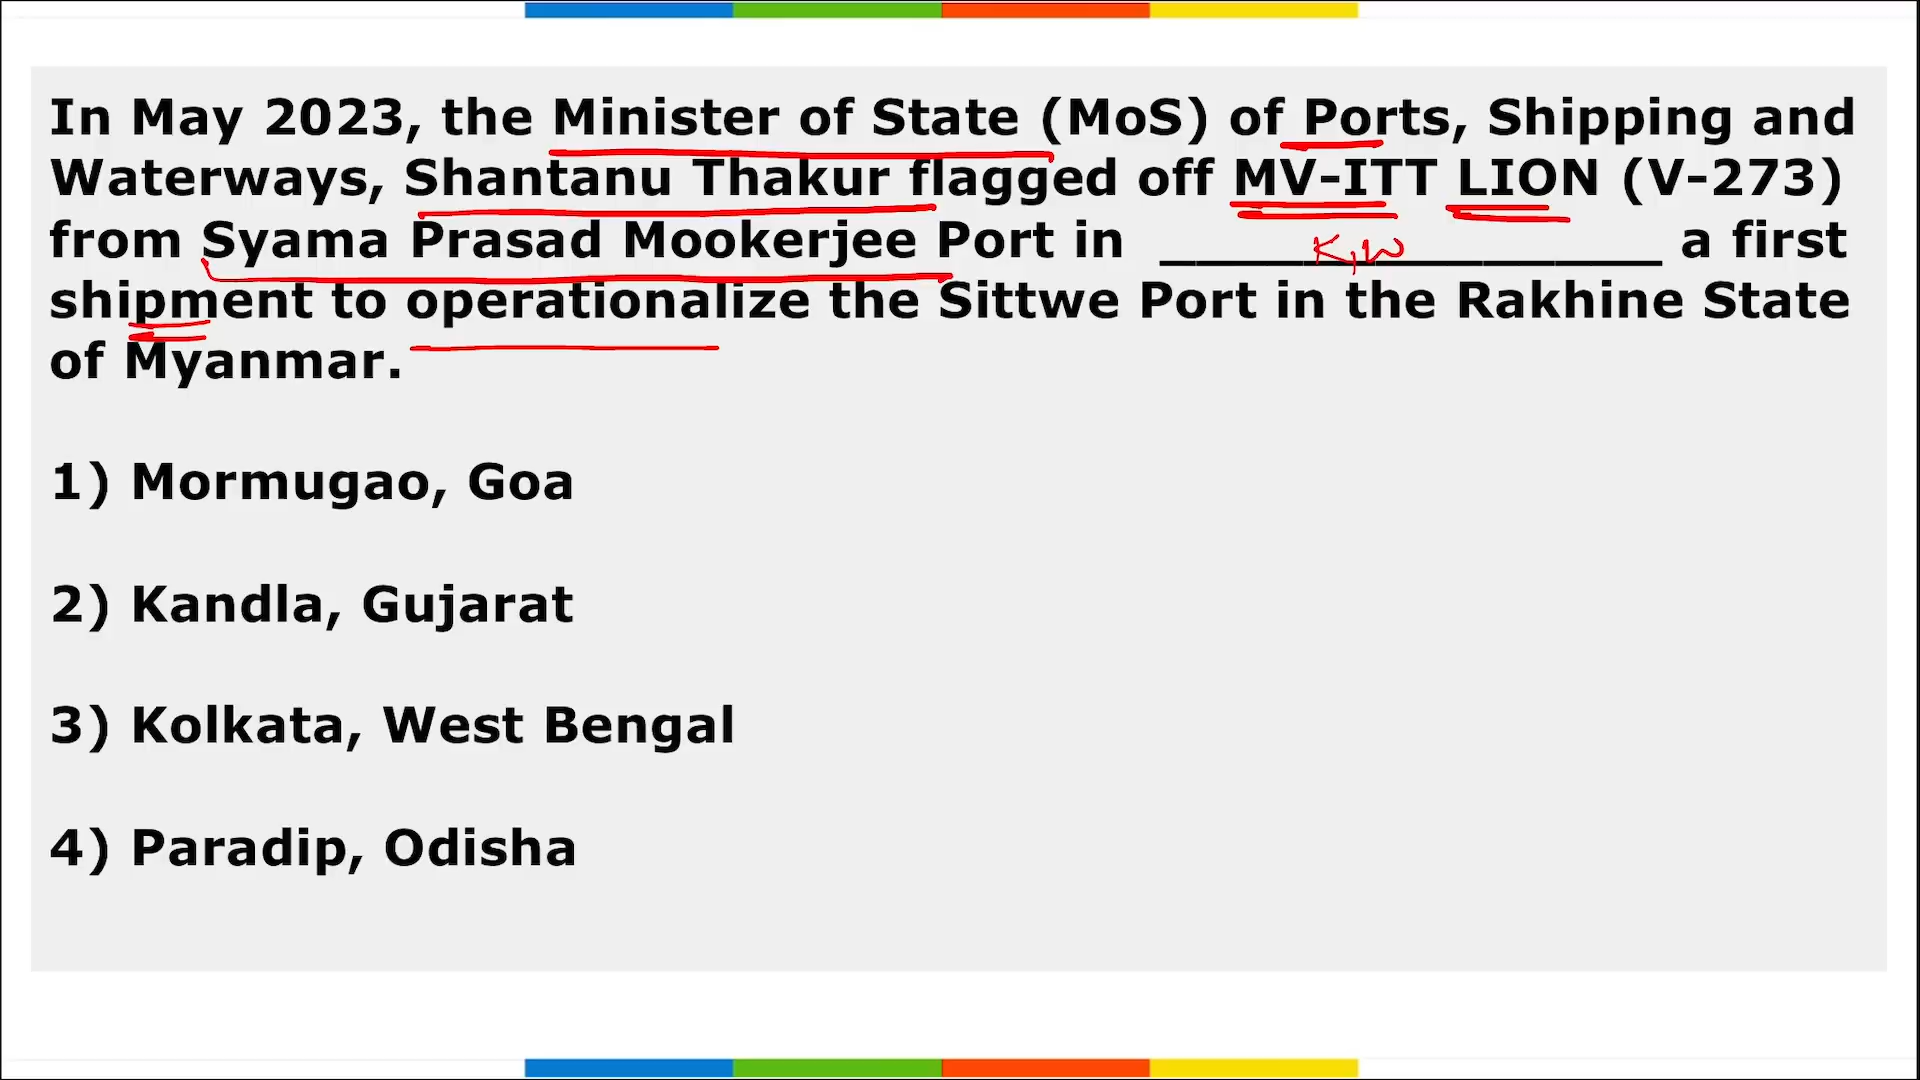 In May 2023, the Minister of State (MoS) of Ports, Shipping and
Waterways, Shantanu Thakur flagged off MV-ITT LION (V-273)
from Syama Prasad Mookerjee Port in ______________ a first
K, W
shipment to operationalize the Sittwe Port in the Rakhine State
of Myanmar.
1) Mormugao, Goa
2) Kandla, Gujarat
3) Kolkata, West Bengal
4) Paradip, Odisha